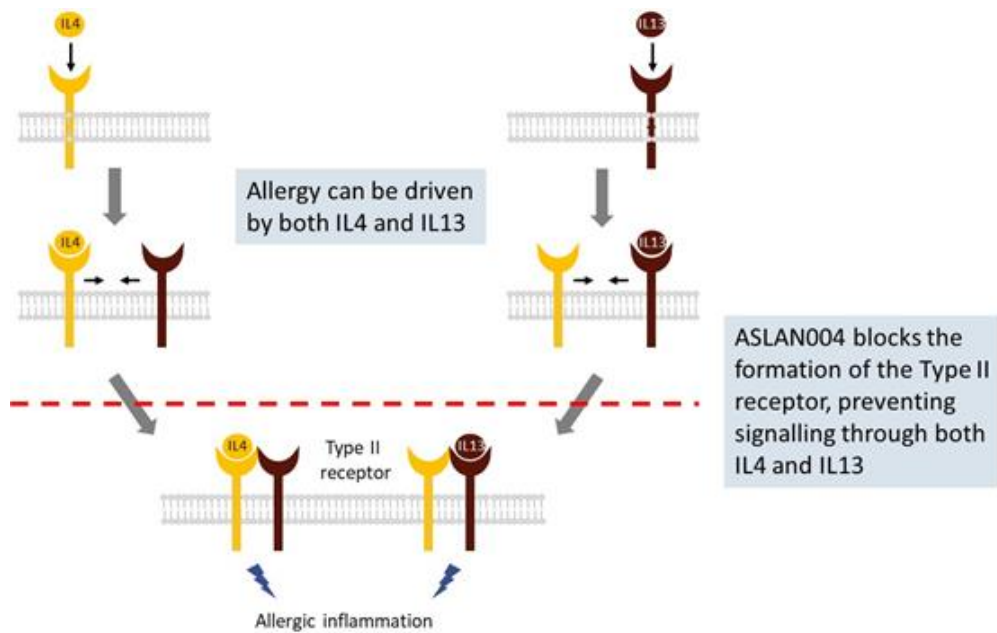 IL4
IL13
Allergy can be driven
by both IL4 and IL13
IL4
IL13
ASLAN004 blocks the
formation of the Type II
receptor, preventing
signalling through both
IL4 and IL13
IL4
Type II
receptor
IL13
Allergic inflammation